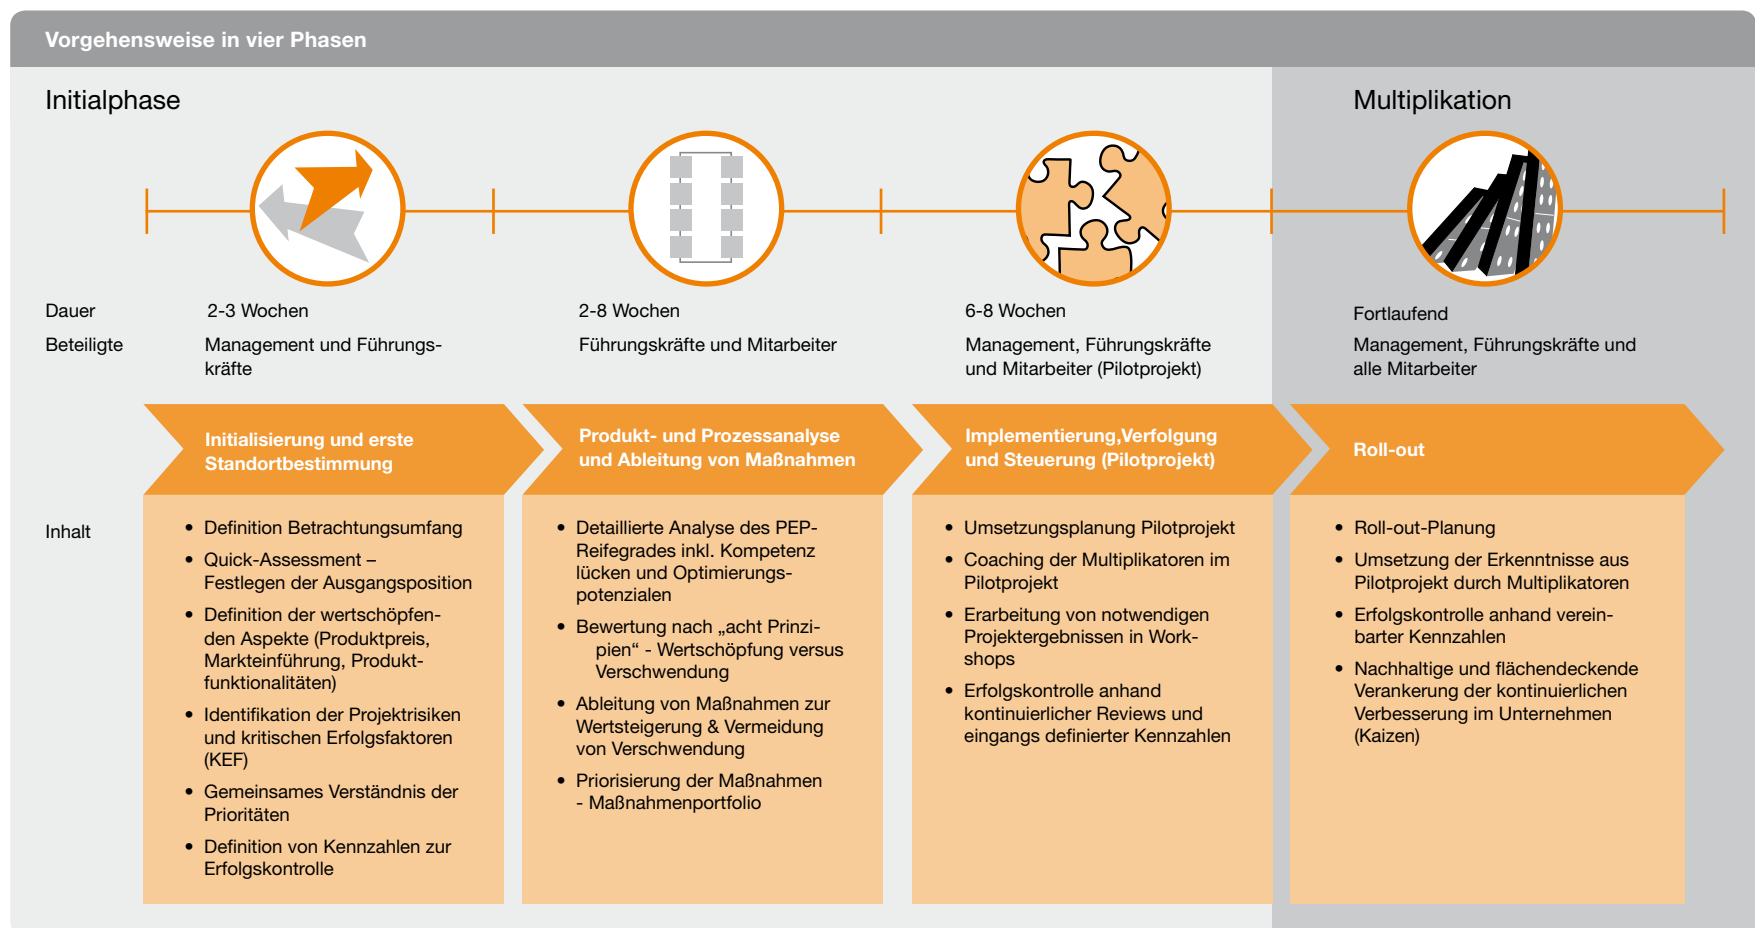 Vorgehensweise in vier Phasen
Initialphase
Multiplikation
Dauer
2-3 Wochen
2-8 Wochen
6-8 Wochen
Fortlaufend
Beteiligte
Management und Führungs-
kräfte
Führungskräfte und Mitarbeiter
Management, Führungskräfte
und Mitarbeiter (Pilotprojekt)
Management, Führungskräfte und
alle Mitarbeiter
Initialisierung und erste
Standortbestimmung
Produkt- und Prozessanalyse
und Ableitung von Maßnahmen
Implementierung,Verfolgung
und Steuerung (Pilotprojekt)
Roll-out
Inhalt
• Definition Betrachtungsumfang
• Quick-Assessment –
Festlegen der Ausgangsposition
• Definition der wertschöpfen-
den Aspekte (Produktpreis,
Markteinführung, Produkt-
funktionalitäten)
• Identifikation der Projektrisiken
und kritischen Erfolgsfaktoren
(KEF)
• Gemeinsames Verständnis der
Prioritäten
• Definition von Kennzahlen zur
Erfolgskontrolle
• Detaillierte Analyse des PEP-
Reifegrades inkl. Kompetenz
lücken und Optimierungs-
potenzialen
• Bewertung nach „acht Prinzi-
pien“ - Wertschöpfung versus
Verschwendung
• Ableitung von Maßnahmen zur
Wertsteigerung & Vermeidung
von Verschwendung
• Priorisierung der Maßnahmen
- Maßnahmenportfolio
• Umsetzungsplanung Pilotprojekt
• Coaching der Multiplikatoren im
Pilotprojekt
• Erarbeitung von notwendigen
Projektergebnissen in Work-
shops
• Erfolgskontrolle anhand
kontinuierlicher Reviews und
eingangs definierter Kennzahlen
• Roll-out-Planung
• Umsetzung der Erkenntnisse aus
Pilotprojekt durch Multiplikatoren
• Erfolgskontrolle anhand verein-
barter Kennzahlen
• Nachhaltige und flächendeckende
Verankerung der kontinuierlichen
Verbesserung im Unternehmen
(Kaizen)